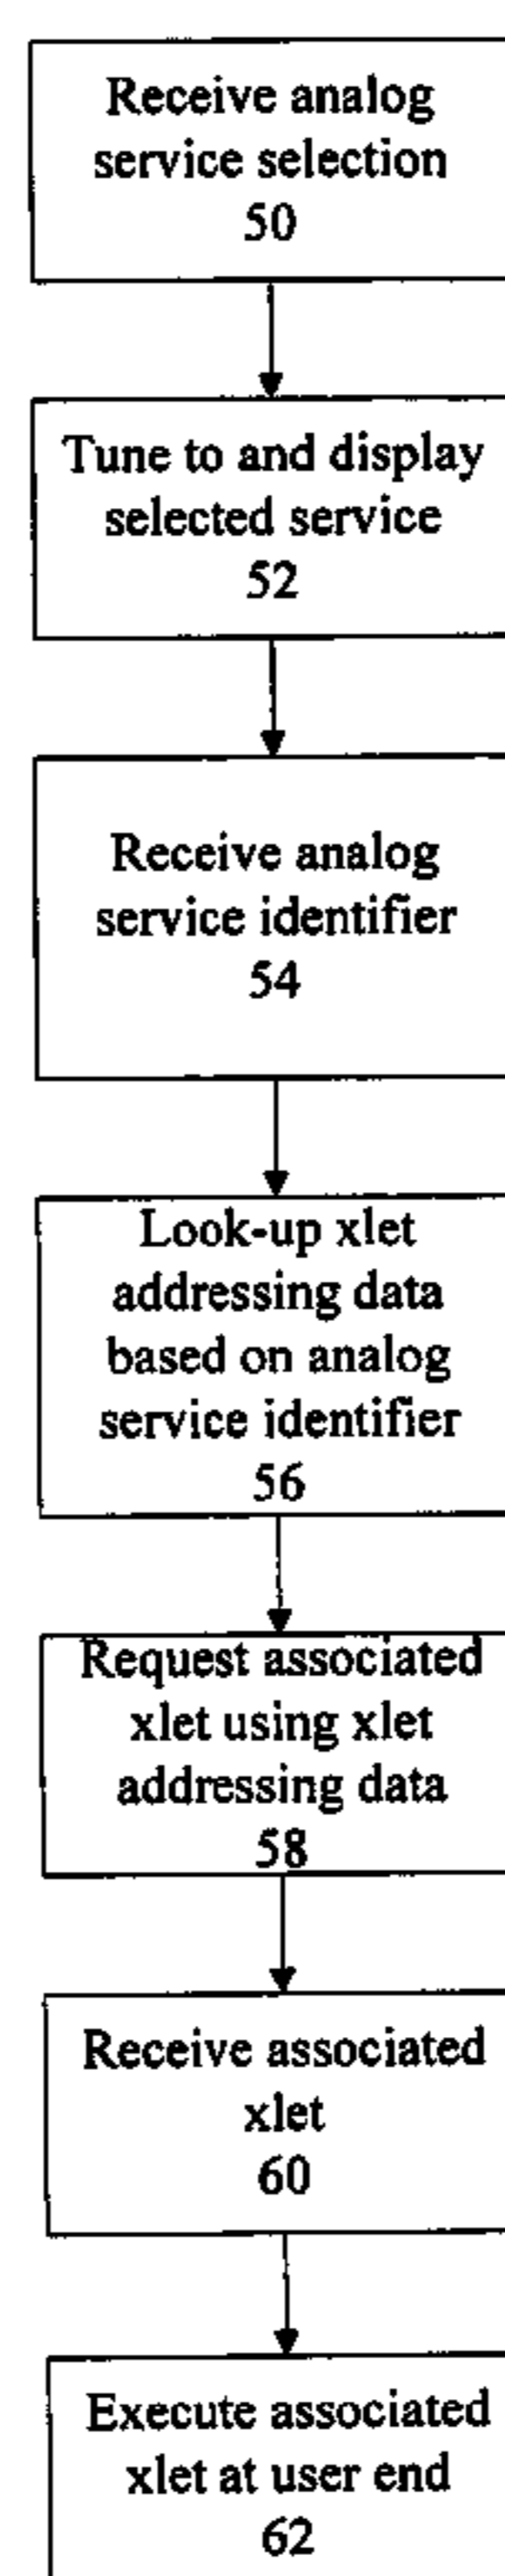 Receive analog
service selection
50
Tune to and display
selected service
52
Receive analog
service identifier
54
Look-up xlet
addressing data
based on analog
service identifier
56
Request associated
xlet using xlet
addressing data
58
Receive associated
xlet
60
Execute associated
xlet at user end
62